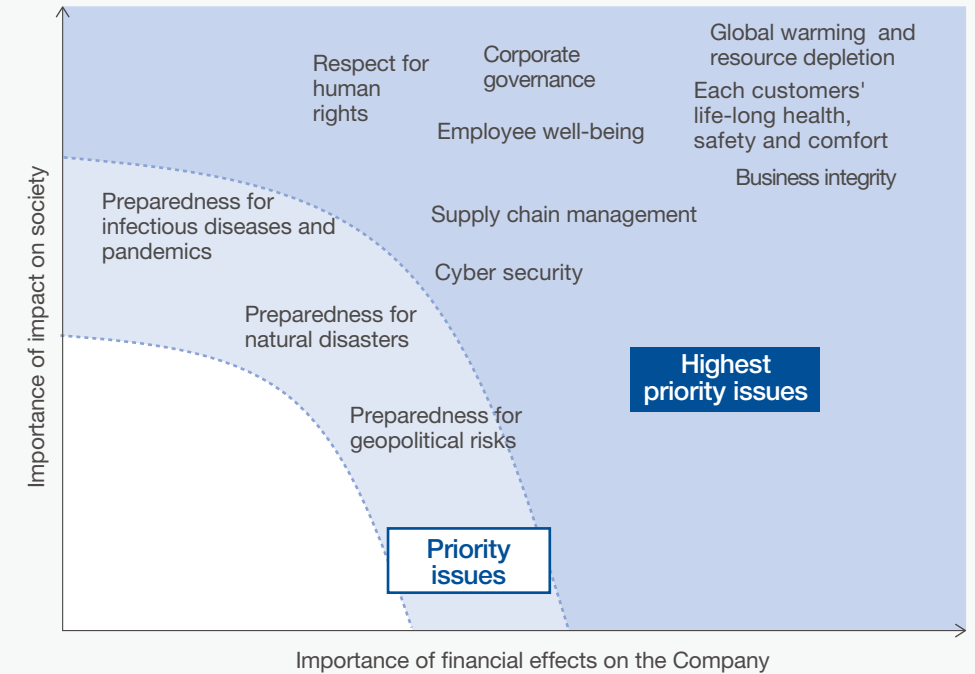 Global warming and
resource depletion
Corporate
governance
Respect for
human
rights
Each customers'
life-long health,
safety and comfort
Employee well-being
Business integrity
Preparedness for
infectious diseases and
pandemics
Supply chain management
Cyber security
Preparedness for
natural disasters
Highest
priority issues
Preparedness for
geopolitical risks
Priority
issues
Importance of impact on society
Importance of financial effects on the Company